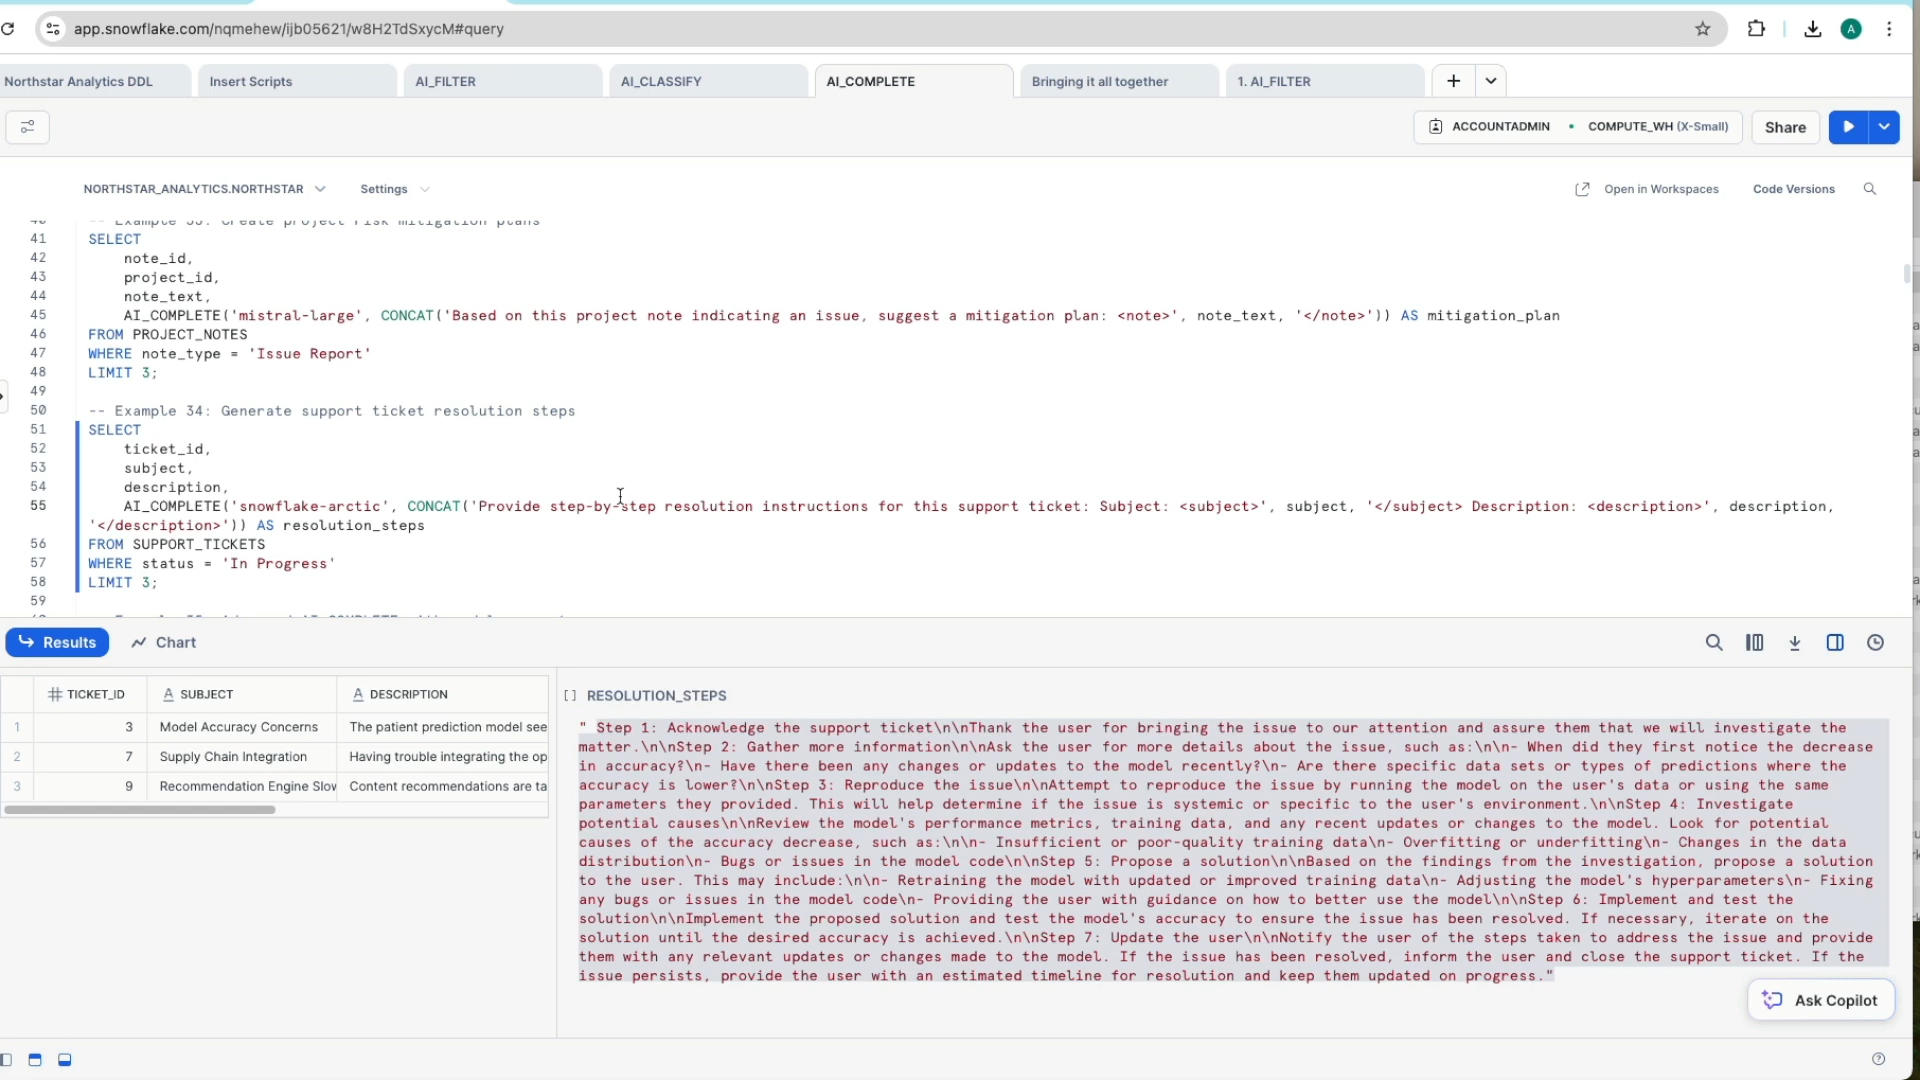 app.snowflake.com/nqmehew/ijb05621/w8H2TdSxycM#query
A
Northstar Analytics DDL
Insert Scripts
AI_FILTER
AI_CLASSIFY
AI_COMPLETE
Bringing it all together
1. AI_FILTER
ACCOUNTADMIN • COMPUTE_WH (X-Small)
Share
NORTHSTAR_ANALYTICS.NORTHSTAR
Settings
Open in Workspaces
Code Versions
40 -- Example 33: Create project risk mitigation plans
41 SELECT
42 note_id,
43 project_id,
44 note_text,
45 AI_COMPLETE('mistral-large', CONCAT('Based on this project note indicating an issue, suggest a mitigation plan: <note>', note_text, '</note>')) AS mitigation_plan
46 FROM PROJECT_NOTES
47 WHERE note_type = 'Issue Report'
48 LIMIT 3;
49
50 -- Example 34: Generate support ticket resolution steps
51 SELECT
52 ticket_id,
53 subject,
54 description,
55 AI_COMPLETE('snowflake-arctic', CONCAT('Provide step-by-step resolution instructions for this support ticket: Subject: <subject>', subject, '</subject> Description: <description>', description,
'</description>')) AS resolution_steps
56 FROM SUPPORT_TICKETS
57 WHERE status = 'In Progress'
58 LIMIT 3;
59
Results
Chart
TICKET_ID SUBJECT DESCRIPTION
1 3 Model Accuracy Concerns The patient prediction model see
2 7 Supply Chain Integration Having trouble integrating the op
3 9 Recommendation Engine Slow Content recommendations are ta
[] RESOLUTION_STEPS
" Step 1: Acknowledge the support ticket\n\nThank the user for bringing the issue to our attention and assure them that we will investigate the
matter.\n\nStep 2: Gather more information\n\nAsk the user for more details about the issue, such as:\n\n- When did they first notice the decrease
in accuracy?\n- Have there been any changes or updates to the model recently?\n- Are there specific data sets or types of predictions where the
accuracy is lower?\n\nStep 3: Reproduce the issue\n\nAttempt to reproduce the issue by running the model on the user's data or using the same
parameters they provided. This will help determine if the issue is systemic or specific to the user's environment.\n\nStep 4: Investigate
potential causes\n\nReview the model's performance metrics, training data, and any recent updates or changes to the model. Look for potential
causes of the accuracy decrease, such as:\n\n- Insufficient or poor-quality training data\n- Overfitting or underfitting\n- Changes in the data
distribution\n- Bugs or issues in the model code\n\nStep 5: Propose a solution\n\nBased on the findings from the investigation, propose a solution
to the user. This may include:\n\n- Retraining the model with updated or improved training data\n- Adjusting the model's hyperparameters\n- Fixing
any bugs or issues in the model code\n- Providing the user with guidance on how to better use the model\n\nStep 6: Implement and test the
solution\n\nImplement the proposed solution and test the model's accuracy to ensure the issue has been resolved. If necessary, iterate on the
solution until the desired accuracy is achieved.\n\nStep 7: Update the user\n\nNotify the user of the steps taken to address the issue and provide
them with any relevant updates or changes made to the model. If the issue has been resolved, inform the user and close the support ticket. If the
issue persists, provide the user with an estimated timeline for resolution and keep them updated on progress."
Ask Copilot